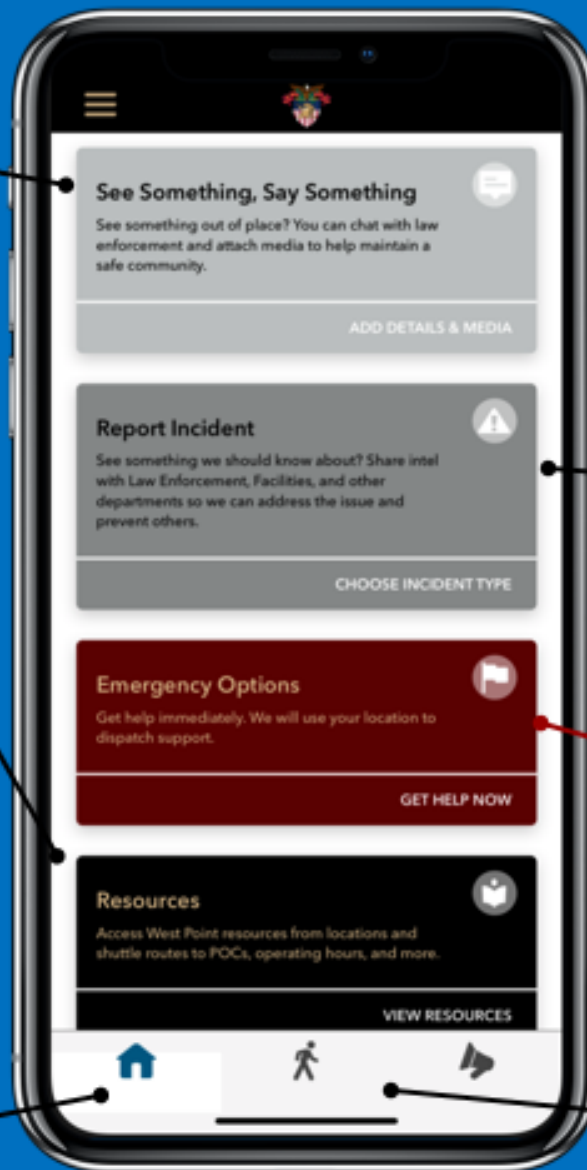 See Something, Say Something
See something out of place? You can chat with law
enforcement and attach media to help maintain a
safe community.
ADD DETAILS & MEDIA
Report Incident
See something we should know about? Share intel
with Law Enforcement, Facilities, and other
departments so we can address the issue and
prevent others.
CHOOSE INCIDENT TYPE
Emergency Options
Get help immediately. We will use your location to
dispatch support.
GET HELP NOW
Resources
Access West Point resources from locations and
shuttle routes to POCs, operating hours, and more.
VIEW RESOURCES